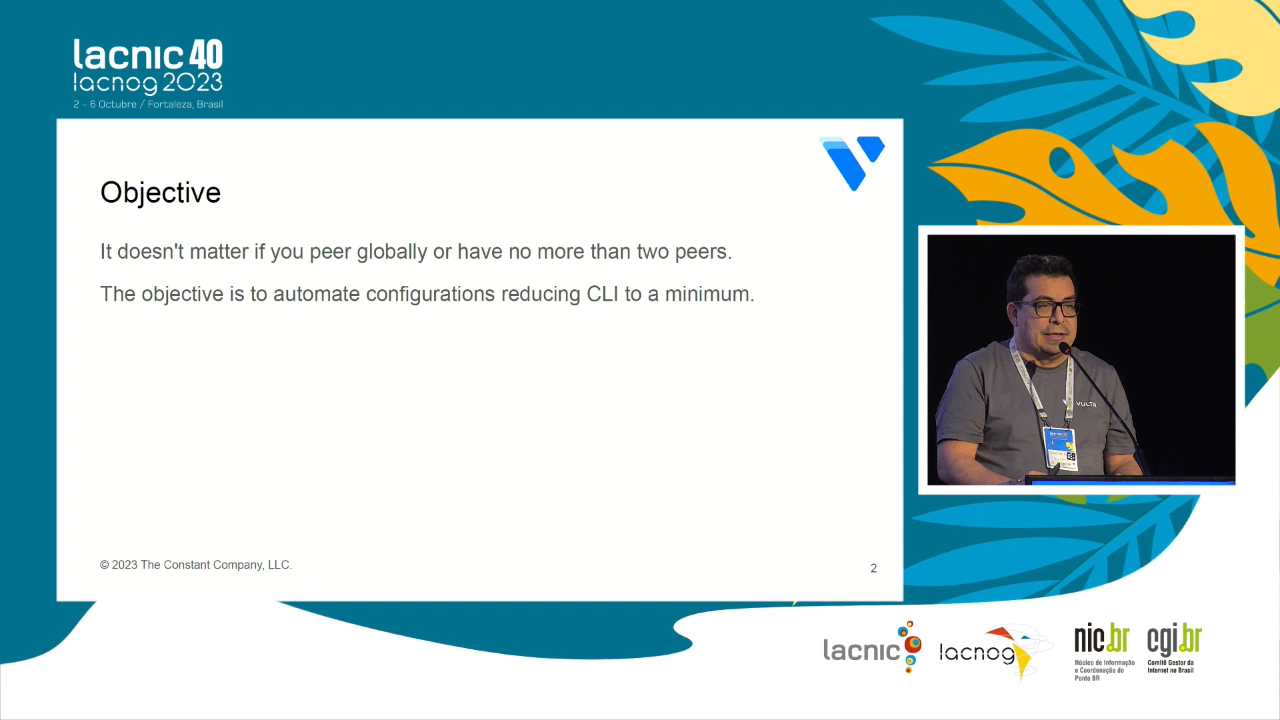 lacnic 40
lacnog 2023
2 - 6 Octubre / Fortaleza, Brasil
Objective
It doesn't matter if you peer globally or have no more than two peers.
The objective is to automate configurations reducing CLI to a minimum.
© 2023 The Constant Company, LLC.
2
VULTR
lacnic
lacnog
nic.br
Núcleo de Informação
e Coordenação do
Ponto BR
cgi.br
Comitê Gestor da
Internet no Brasil